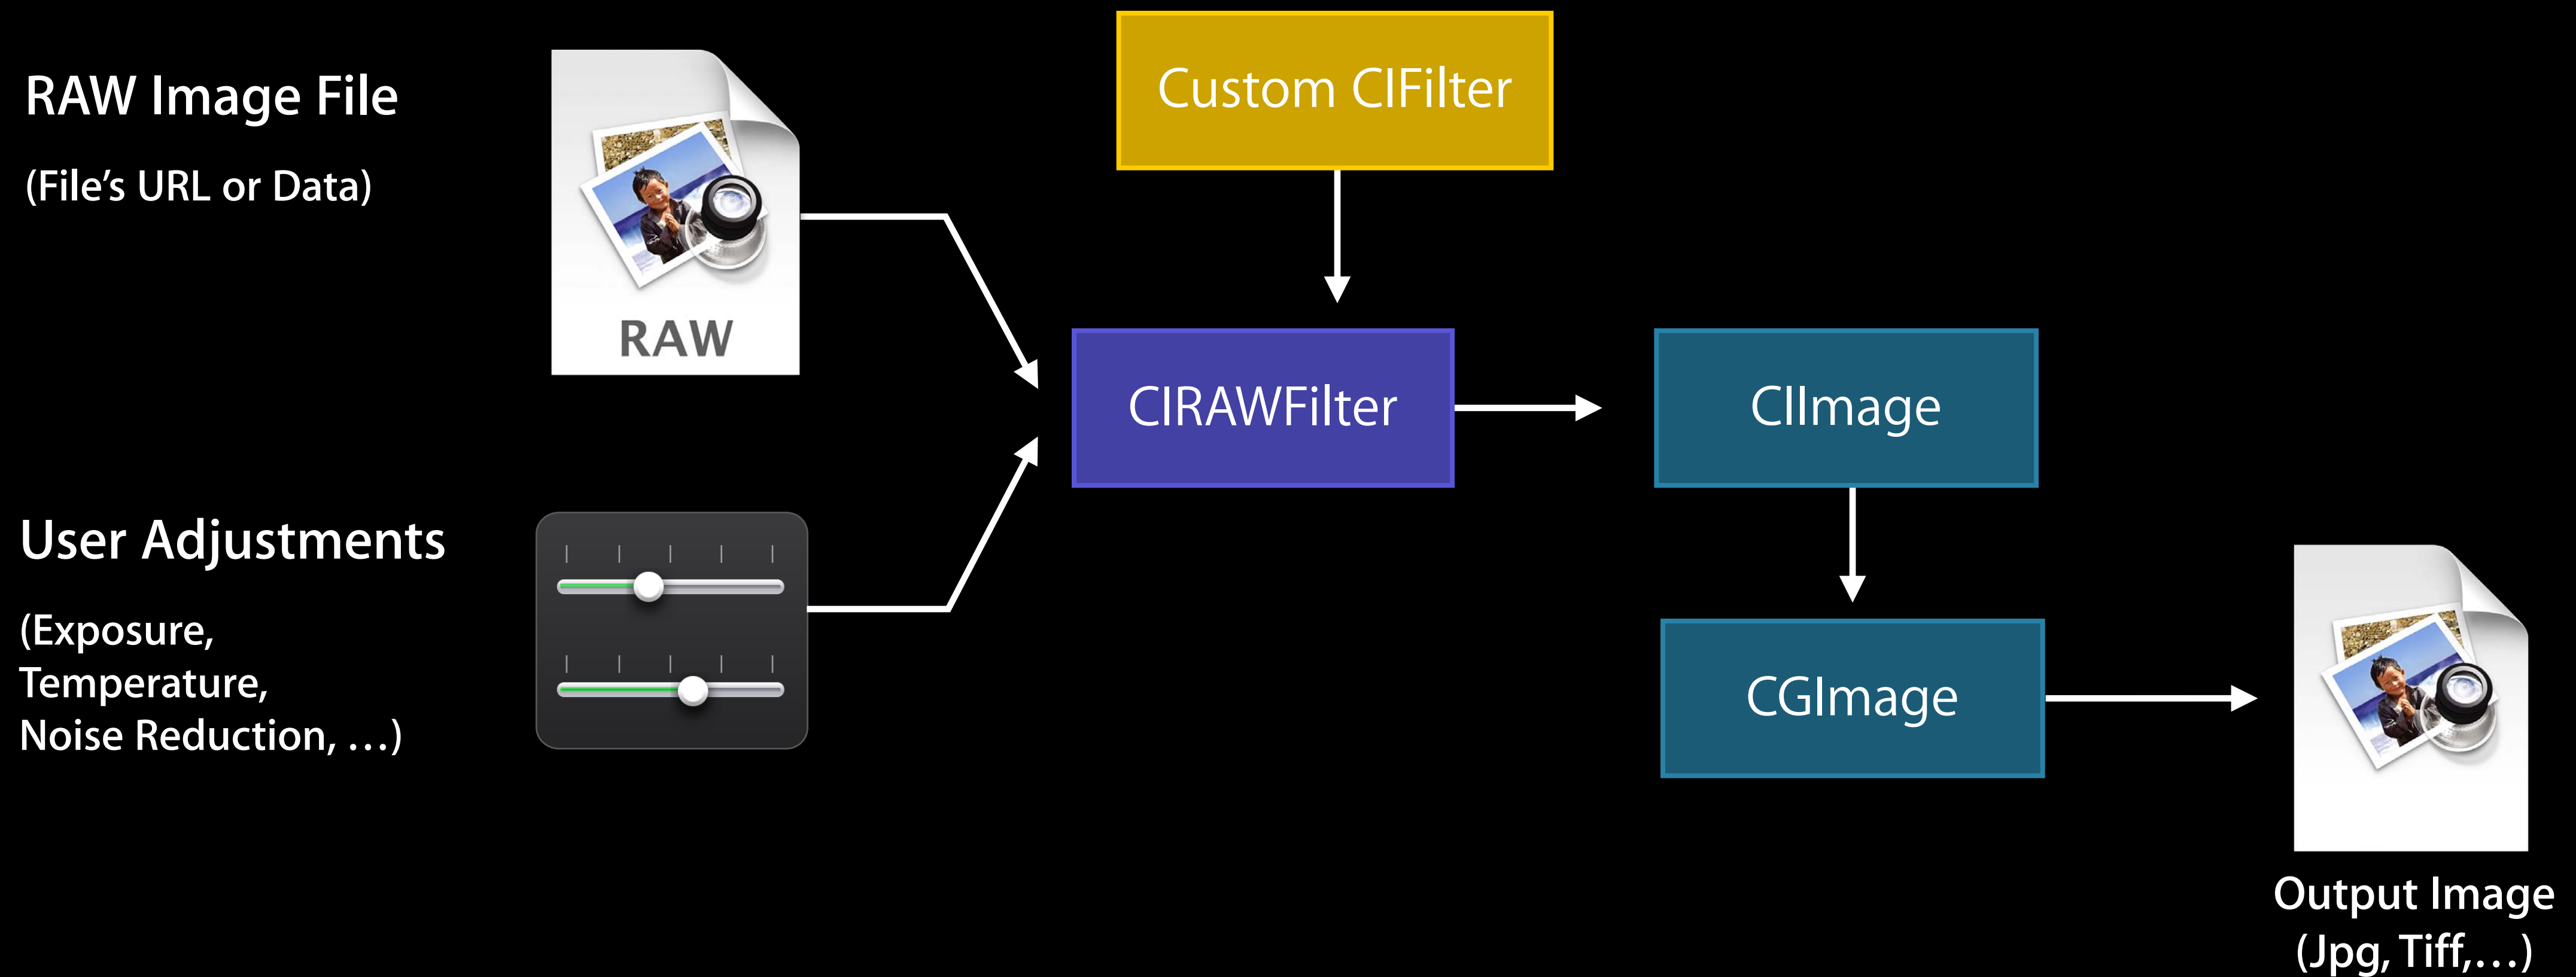 RAW Image File
(File’s URL or Data)
RAW
Custom CIFilter
CIRAWFilter
CIImage
User Adjustments
(Exposure,
Temperature,
Noise Reduction, …)
CGImage
Output Image
(Jpg, Tiff,…)